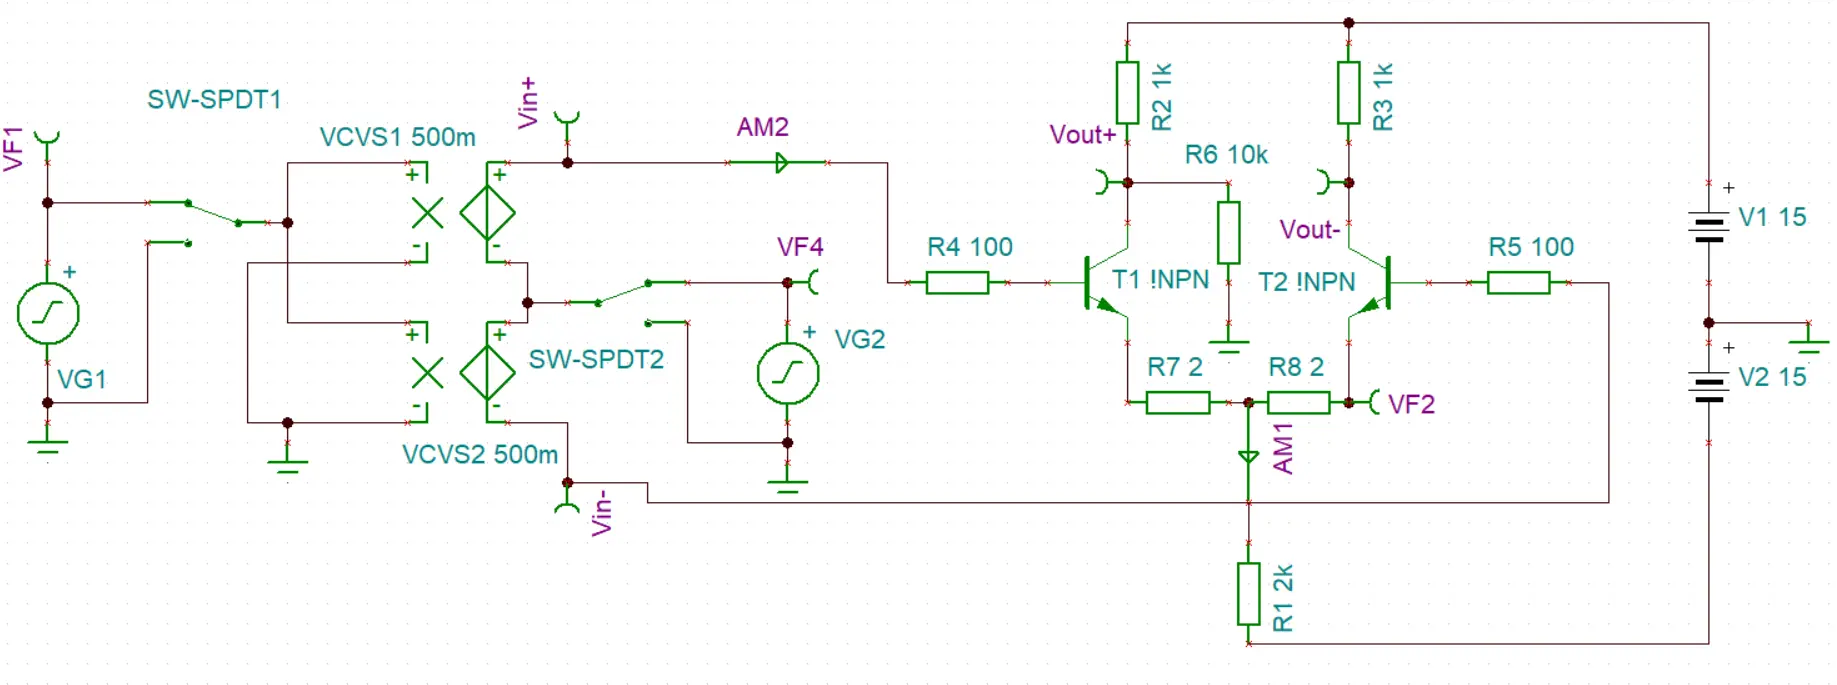 SW-SPDT1
VF1
VCVS1 500m
Vin+
AM2
R2 1k
R3 1k
Vout+
R6 10k
Vout-
V1 15
VF4
R4 100
T1 !NPN
T2 !NPN
R5 100
VG1
SW-SPDT2
VG2
R7 2
R8 2
VF2
V2 15
VCVS2 500m
AM1
Vin-
R1 2k